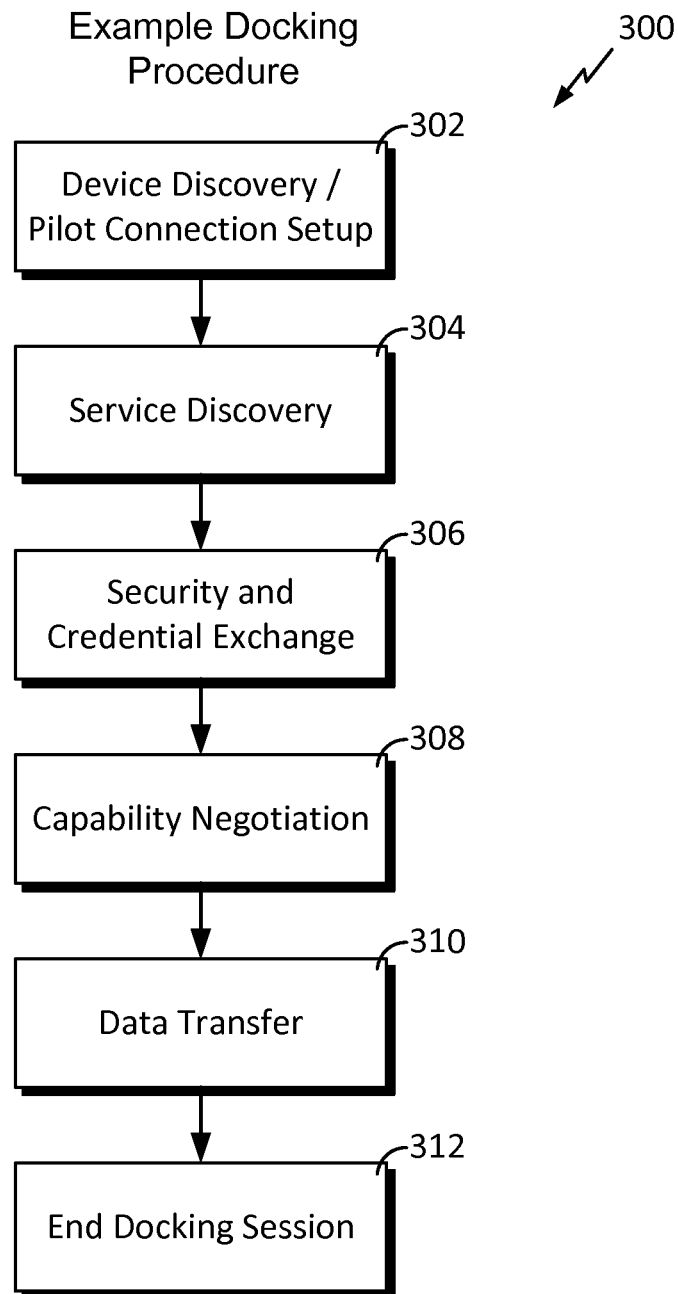 Example Docking
Procedure
300
302
Device Discovery /
Pilot Connection Setup
304
Service Discovery
306
Security and
Credential Exchange
308
Capability Negotiation
310
Data Transfer
312
End Docking Session